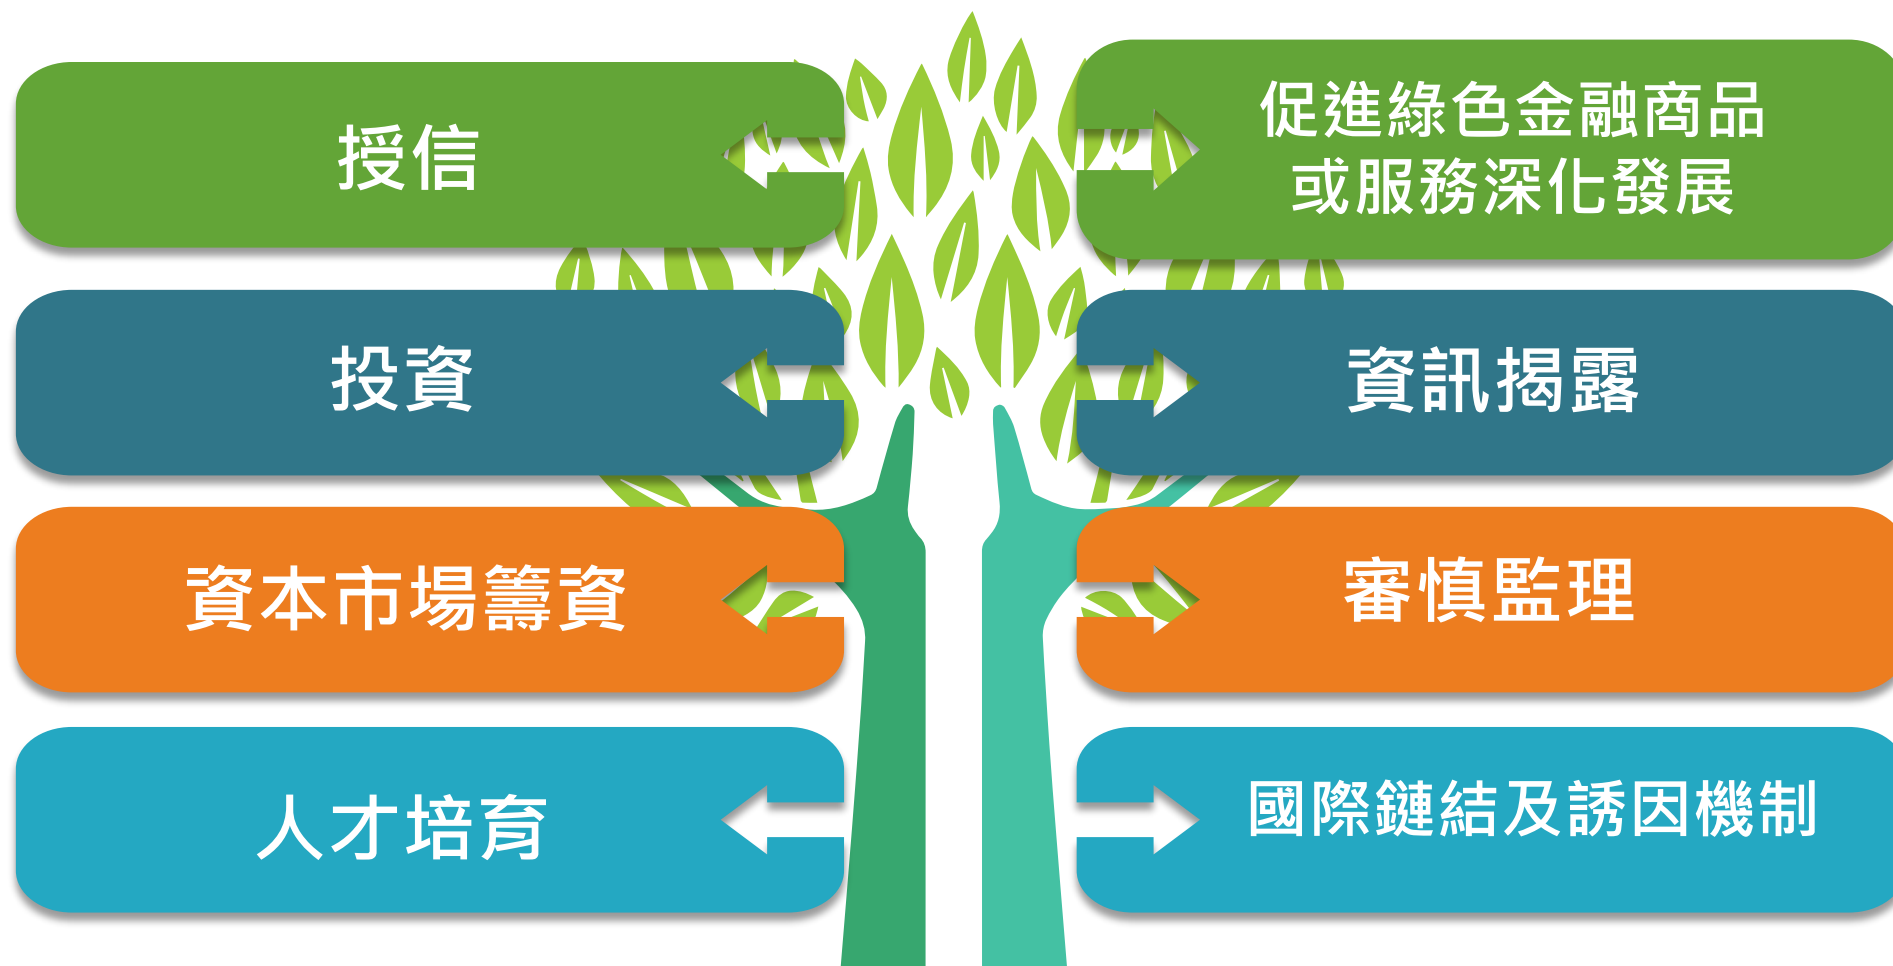 授信
促進綠色金融商品
或服務深化發展
投資
資訊揭露
資本市場籌資
審慎監理
人才培育
國際鏈結及誘因機制